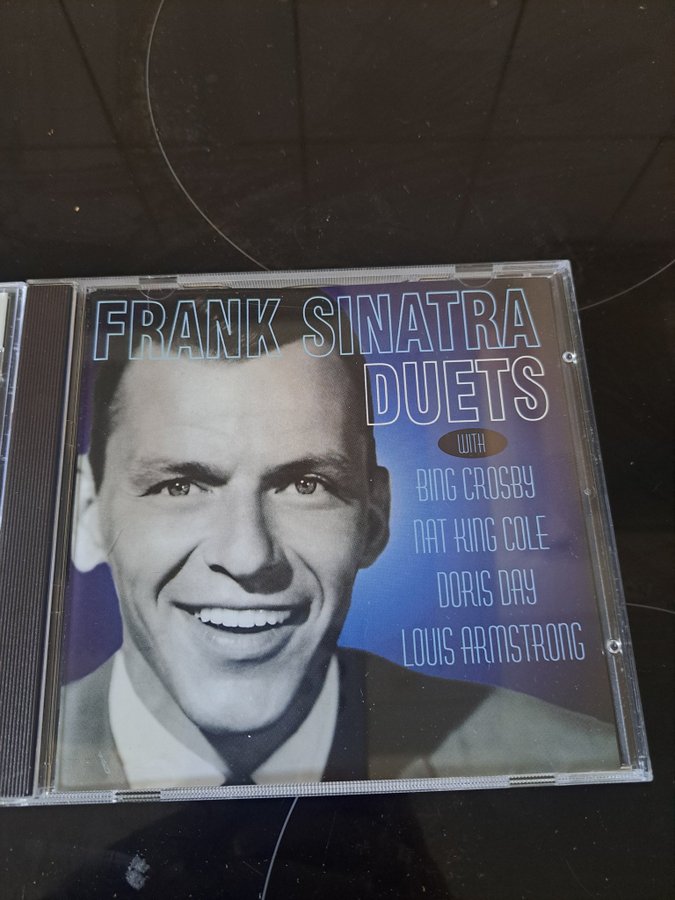 FRANK SINATRA
DUETS
WITH
BING CROSBY
NAT KING COLE
DORIS DAY
LOUIS ARMSTRONG